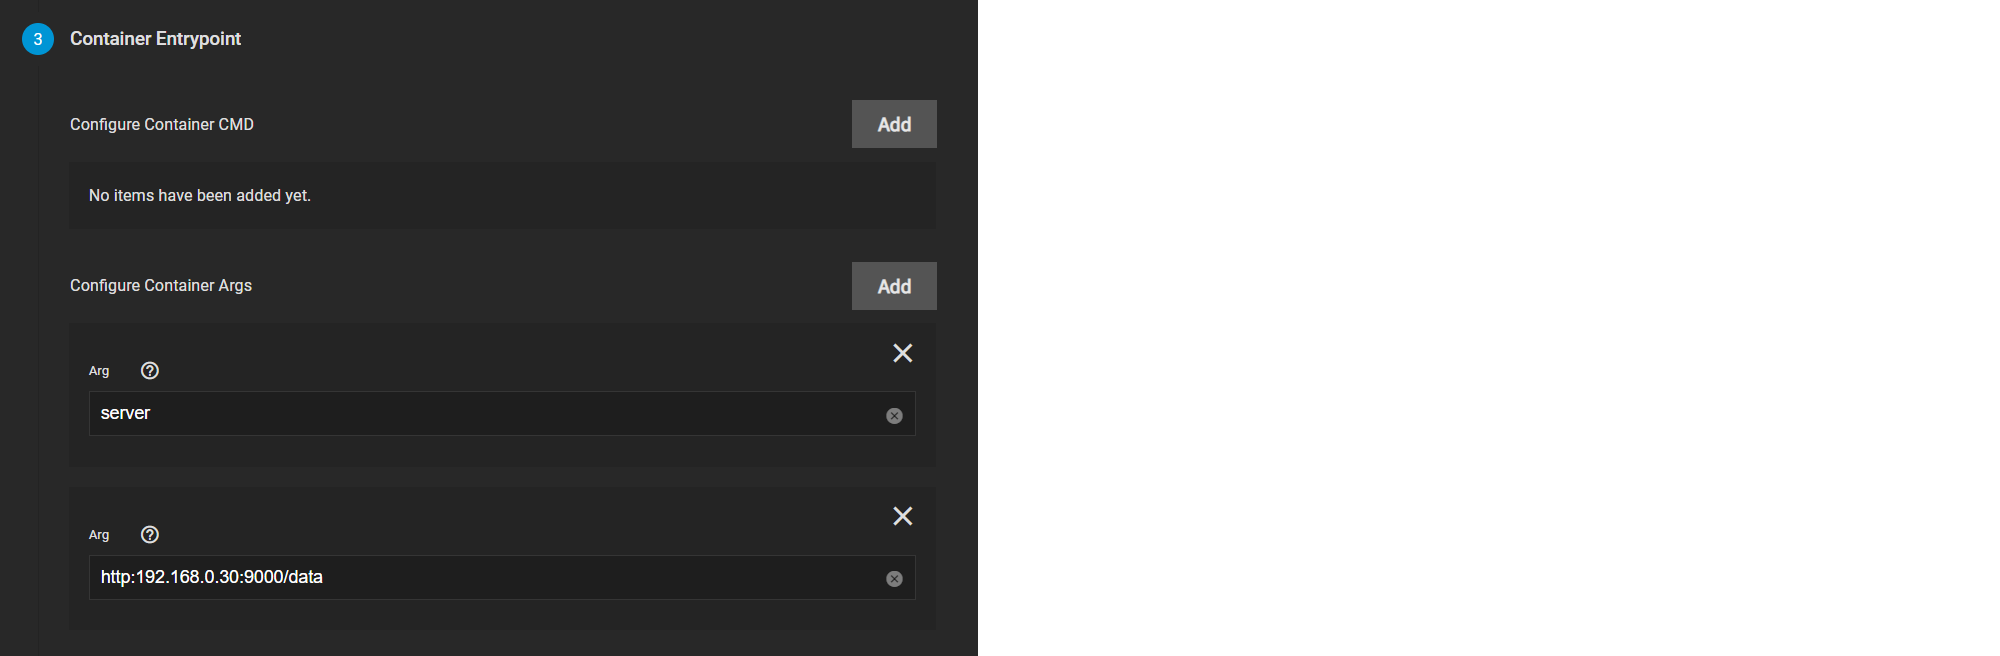 3 Container Entrypoint
Configure Container CMD Add
No items have been added yet.
Configure Container Args Add
Arg
server
Arg
http:192.168.0.30:9000/data